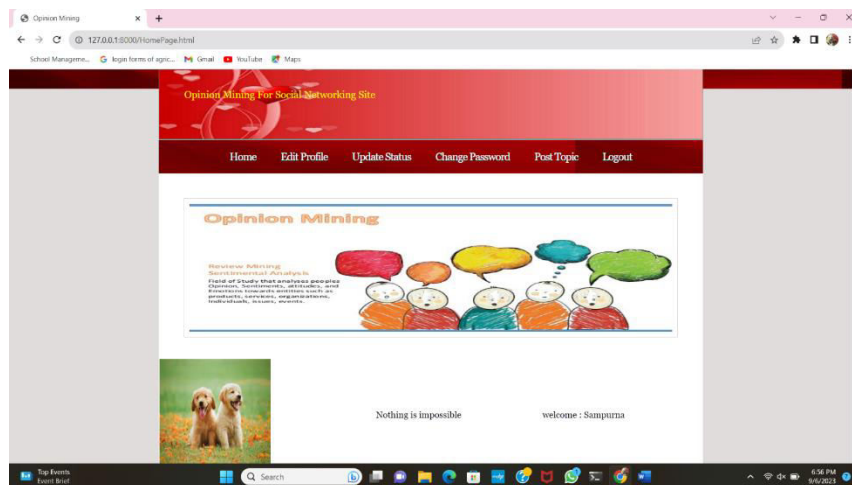 Opinion Mining
127.0.0.1:8000/HomePage.html
School Manageme...
login forms of agric...
Gmail
YouTube
Maps
Opinion Mining For Social Networking Site
Home Edit Profile Update Status Change Password Post Topic Logout
Opinion Mining
Review Mining
Sentimental Analysis
Field of Study that analyses peoples
Opinion, Sentiments, attitudes, and
Emotions towards entities such as
products, services, organizations,
individuals, issues, events.
Nothing is impossible
welcome : Sampurna
Top Events
Event Brief
Search
6:56 PM
9/6/2023